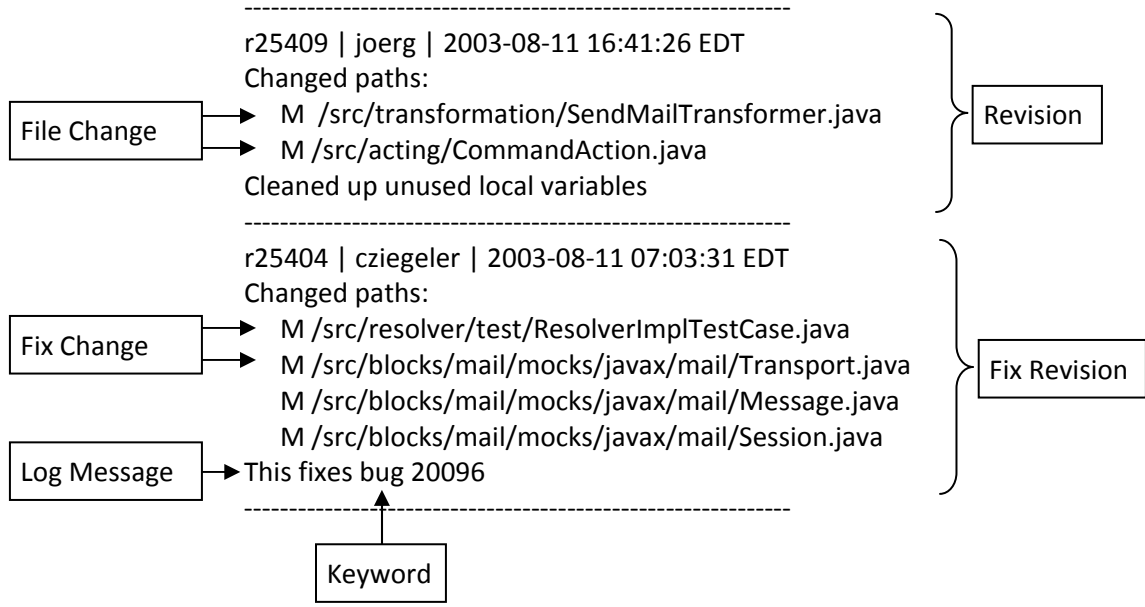 ------------------------------------------------------------
r25409 | joerg | 2003-08-11 16:41:26 EDT
Changed paths:
M /src/transformation/SendMailTransformer.java
File Change
Revision
M /src/acting/CommandAction.java
Cleaned up unused local variables
------------------------------------------------------------
r25404 | cziegeler | 2003-08-11 07:03:31 EDT
Changed paths:
M /src/resolver/test/ResolverImplTestCase.java
Fix Change
M /src/blocks/mail/mocks/javax/mail/Transport.java
Fix Revision
M /src/blocks/mail/mocks/javax/mail/Message.java
M /src/blocks/mail/mocks/javax/mail/Session.java
Log Message
This fixes bug 20096
------------------------------------------------------------
Keyword